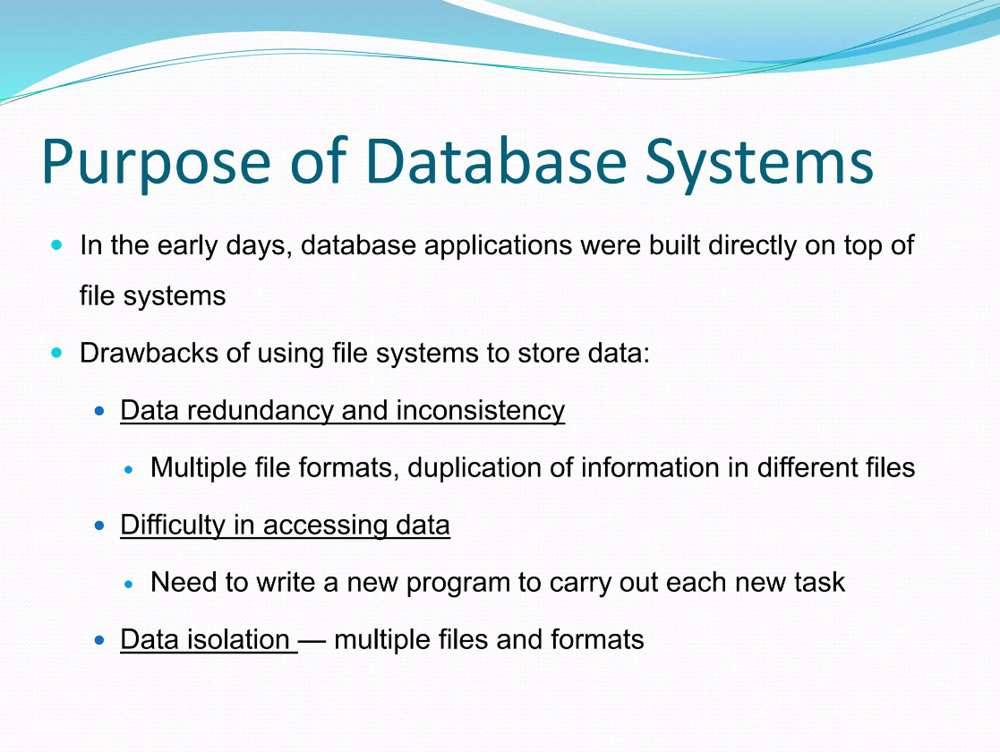 Purpose of Database Systems
• In the early days, database applications were built directly on top of
file systems
• Drawbacks of using file systems to store data:
• Data redundancy and inconsistency
• Multiple file formats, duplication of information in different files
• Difficulty in accessing data
• Need to write a new program to carry out each new task
• Data isolation — multiple files and formats